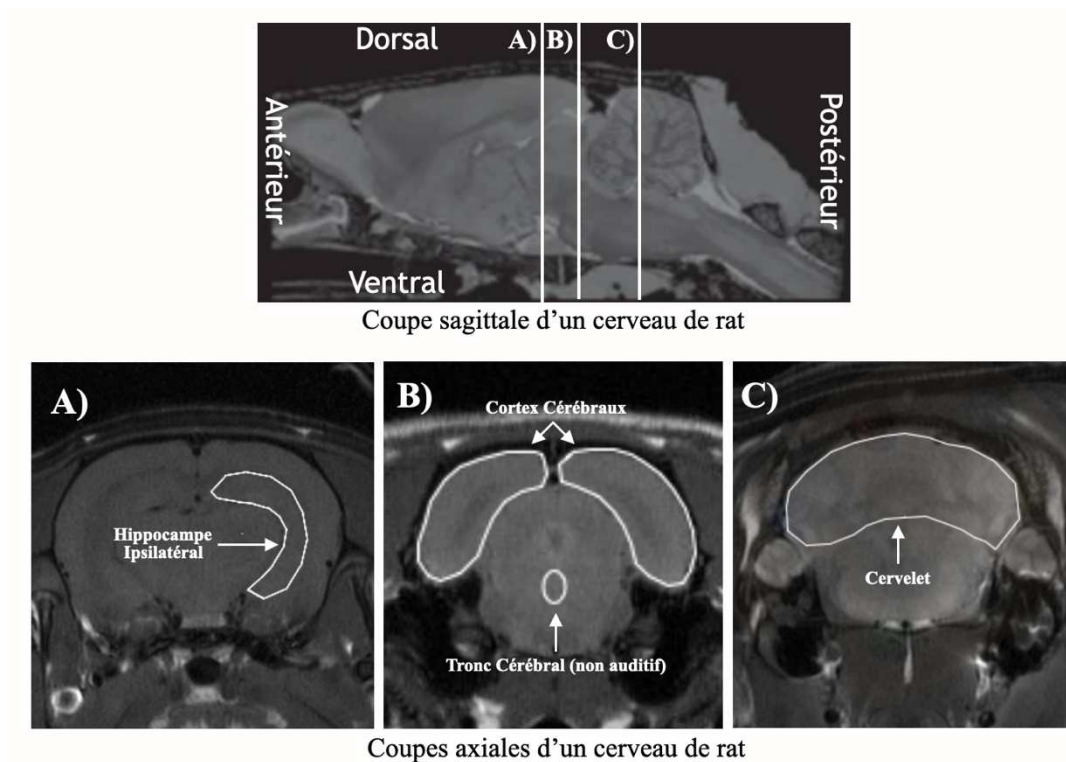 Dorsal
A)
B)
C)
Antérieur
Postérieur
Ventral
Coupe sagittale d'un cerveau de rat
A)
Hippocampe
Ipsilatéral
B)
Cortex Cérébraux
Tronc Cérébral (non auditif)
C)
Cervelet
Coupes axiales d'un cerveau de rat